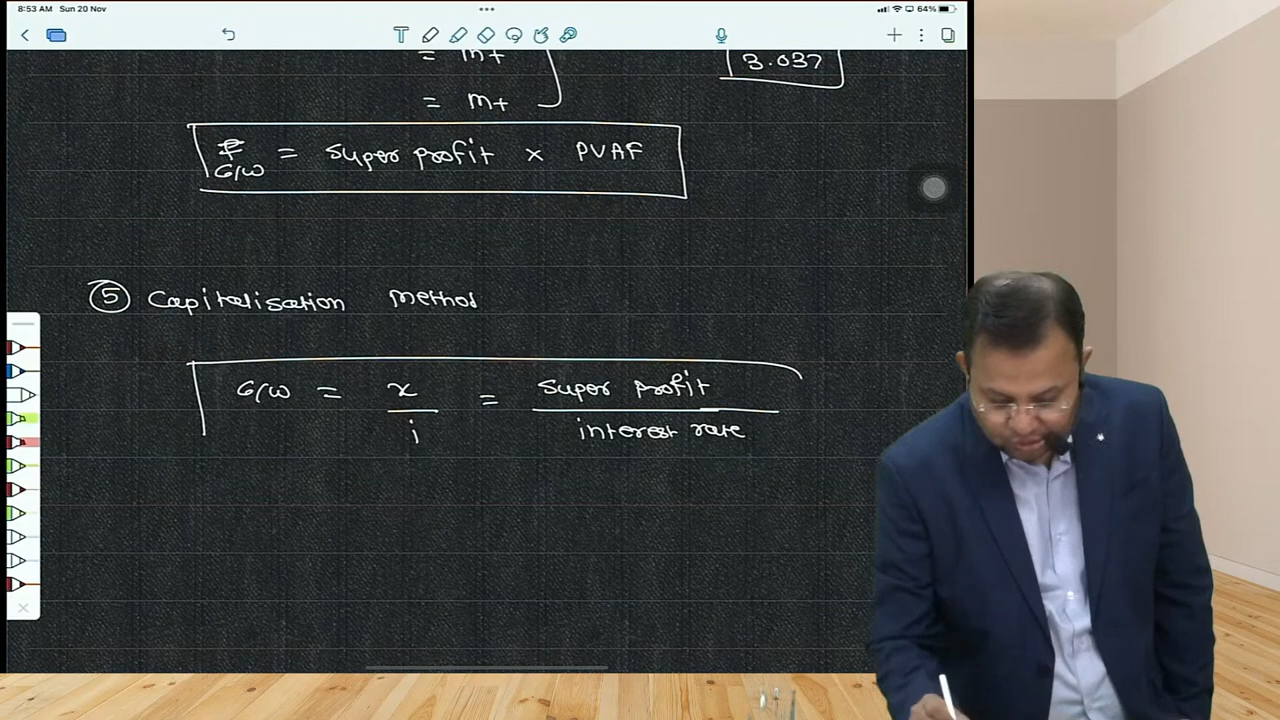 8:53 AM Sun 20 Nov
64%
= m+
3.037
= m+
G/W = Super profit × PVAF
5 Capitalisation method
G/W = x/i = Super profit / interest rate